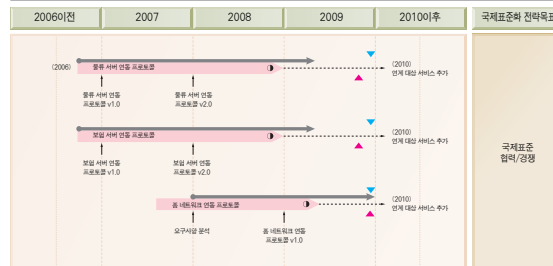 2006이전 2007 2008 2009 2010이후 국제표준화 전략목표
(2006) 물류 서버 연동 프로토콜 (2010)
연계 대상 서비스 추가
물류 서버 연동 물류 서버 연동
프로토콜 v1.0 프로토콜 v2.0
보험 서버 연동 프로토콜 (2010)
연계 대상 서비스 추가
보험 서버 연동 보험 서버 연동
프로토콜 v1.0 프로토콜 v2.0
국제표준
협력/경쟁
홈 네트워크 연동 프로토콜 (2010)
연계 대상 서비스 추가
요구사항 분석 홈 네트워크 연동
프로토콜 v1.0